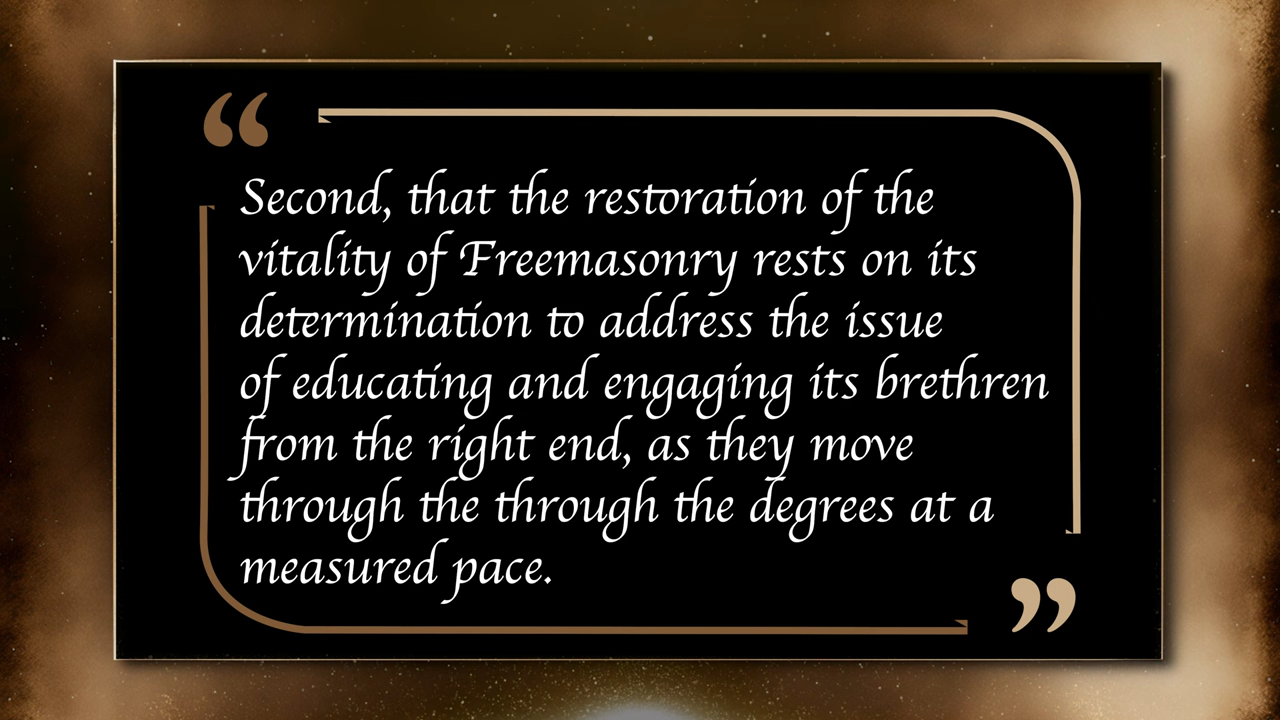 “
Second, that the restoration of the
vitality of Freemasonry rests on its
determination to address the issue
of educating and engaging its brethren
from the right end, as they move
through the through the degrees at a
measured pace.
”